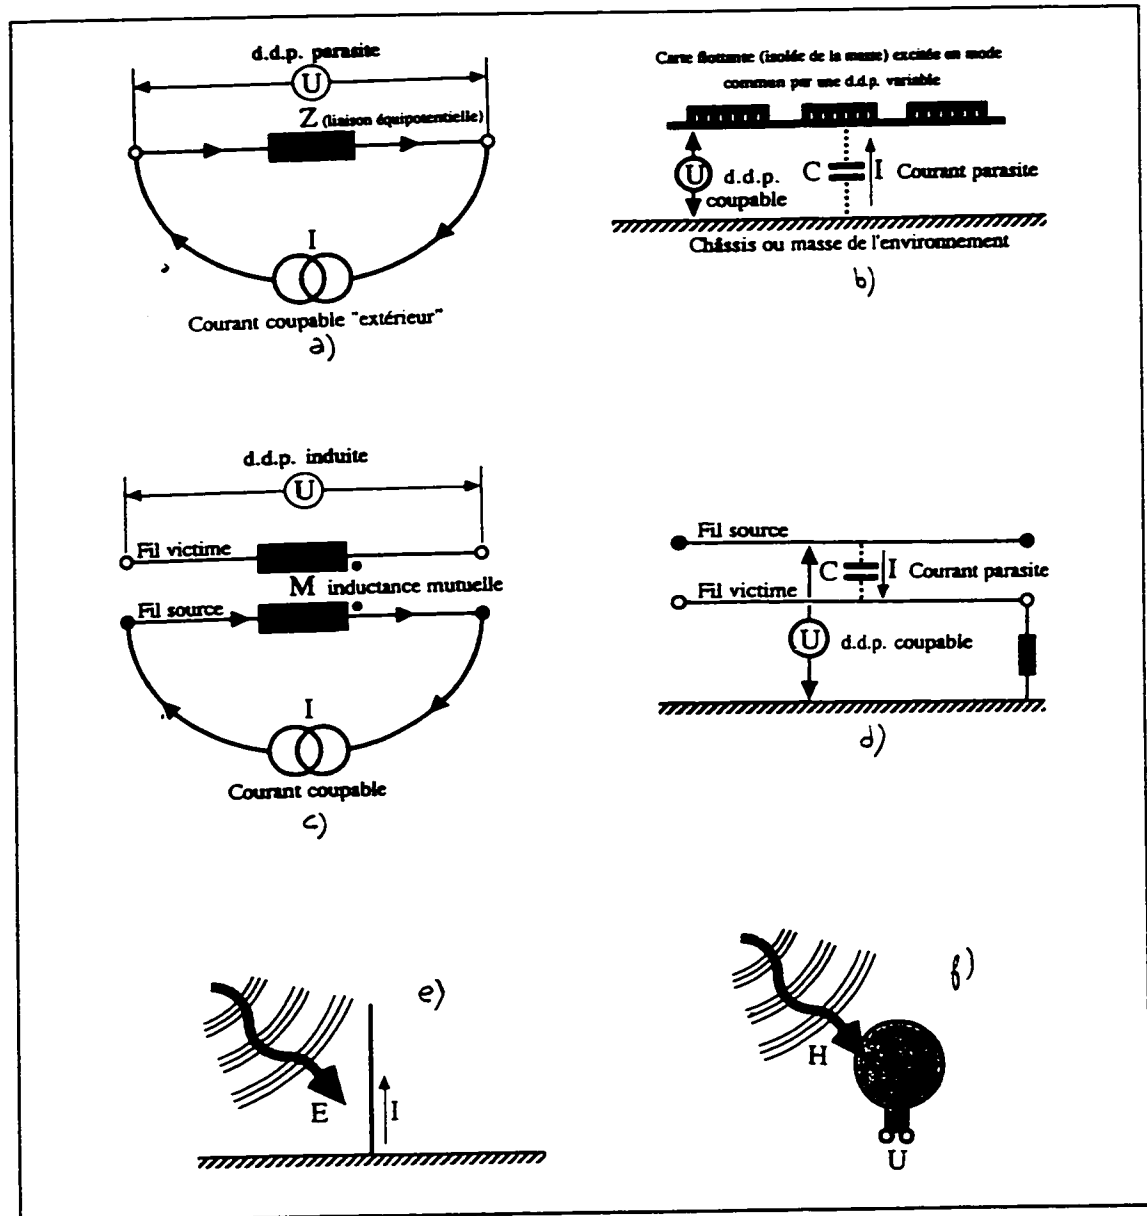 d.d.p. parasite
U
Z (liaison équipotentielle)
I
Courant coupable "extérieur"
a)
Carte flottante (isolée de la masse) excitée en mode
commun par une d.d.p. variable
U
d.d.p.
coupable
C
I
Courant parasite
Châssis ou masse de l'environnement
b)
d.d.p. induite
U
Fil victime
M inductance mutuelle
Fil source
I
Courant coupable
c)
Fil source
C
I
Courant parasite
Fil victime
U
d.d.p. coupable
d)
e)
E
I
f)
H
U